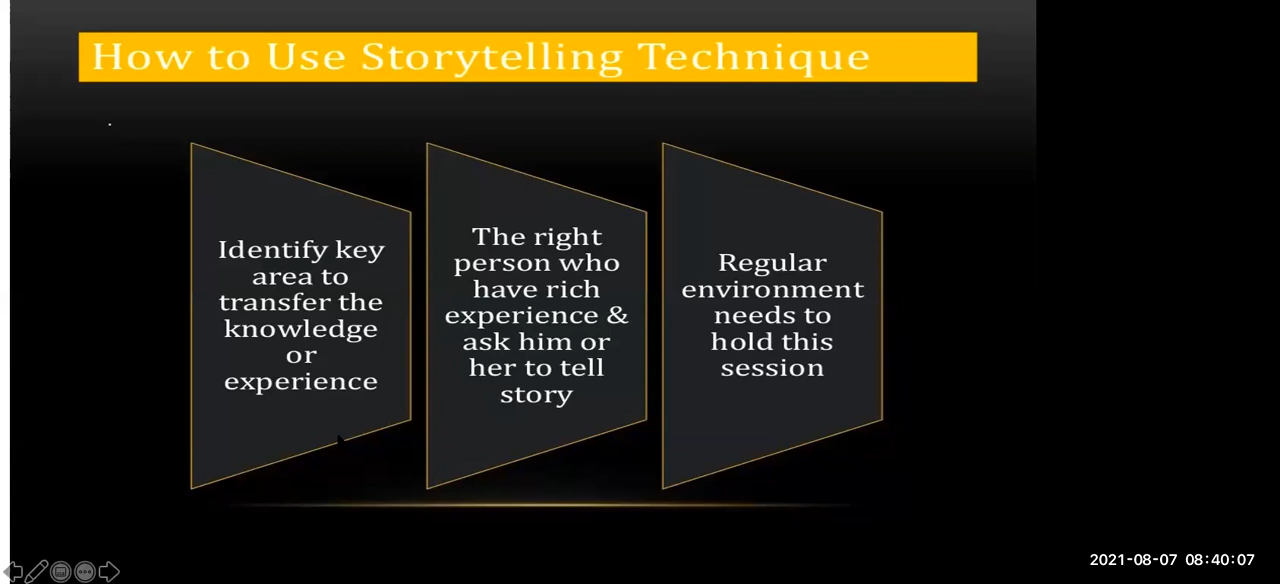 How to Use Storytelling Technique
Identify key
area to
transfer the
knowledge
or
experience
The right
person who
have rich
experience &
ask him or
her to tell
story
Regular
environment
needs to
hold this
session
2021-08-07 08:40:07